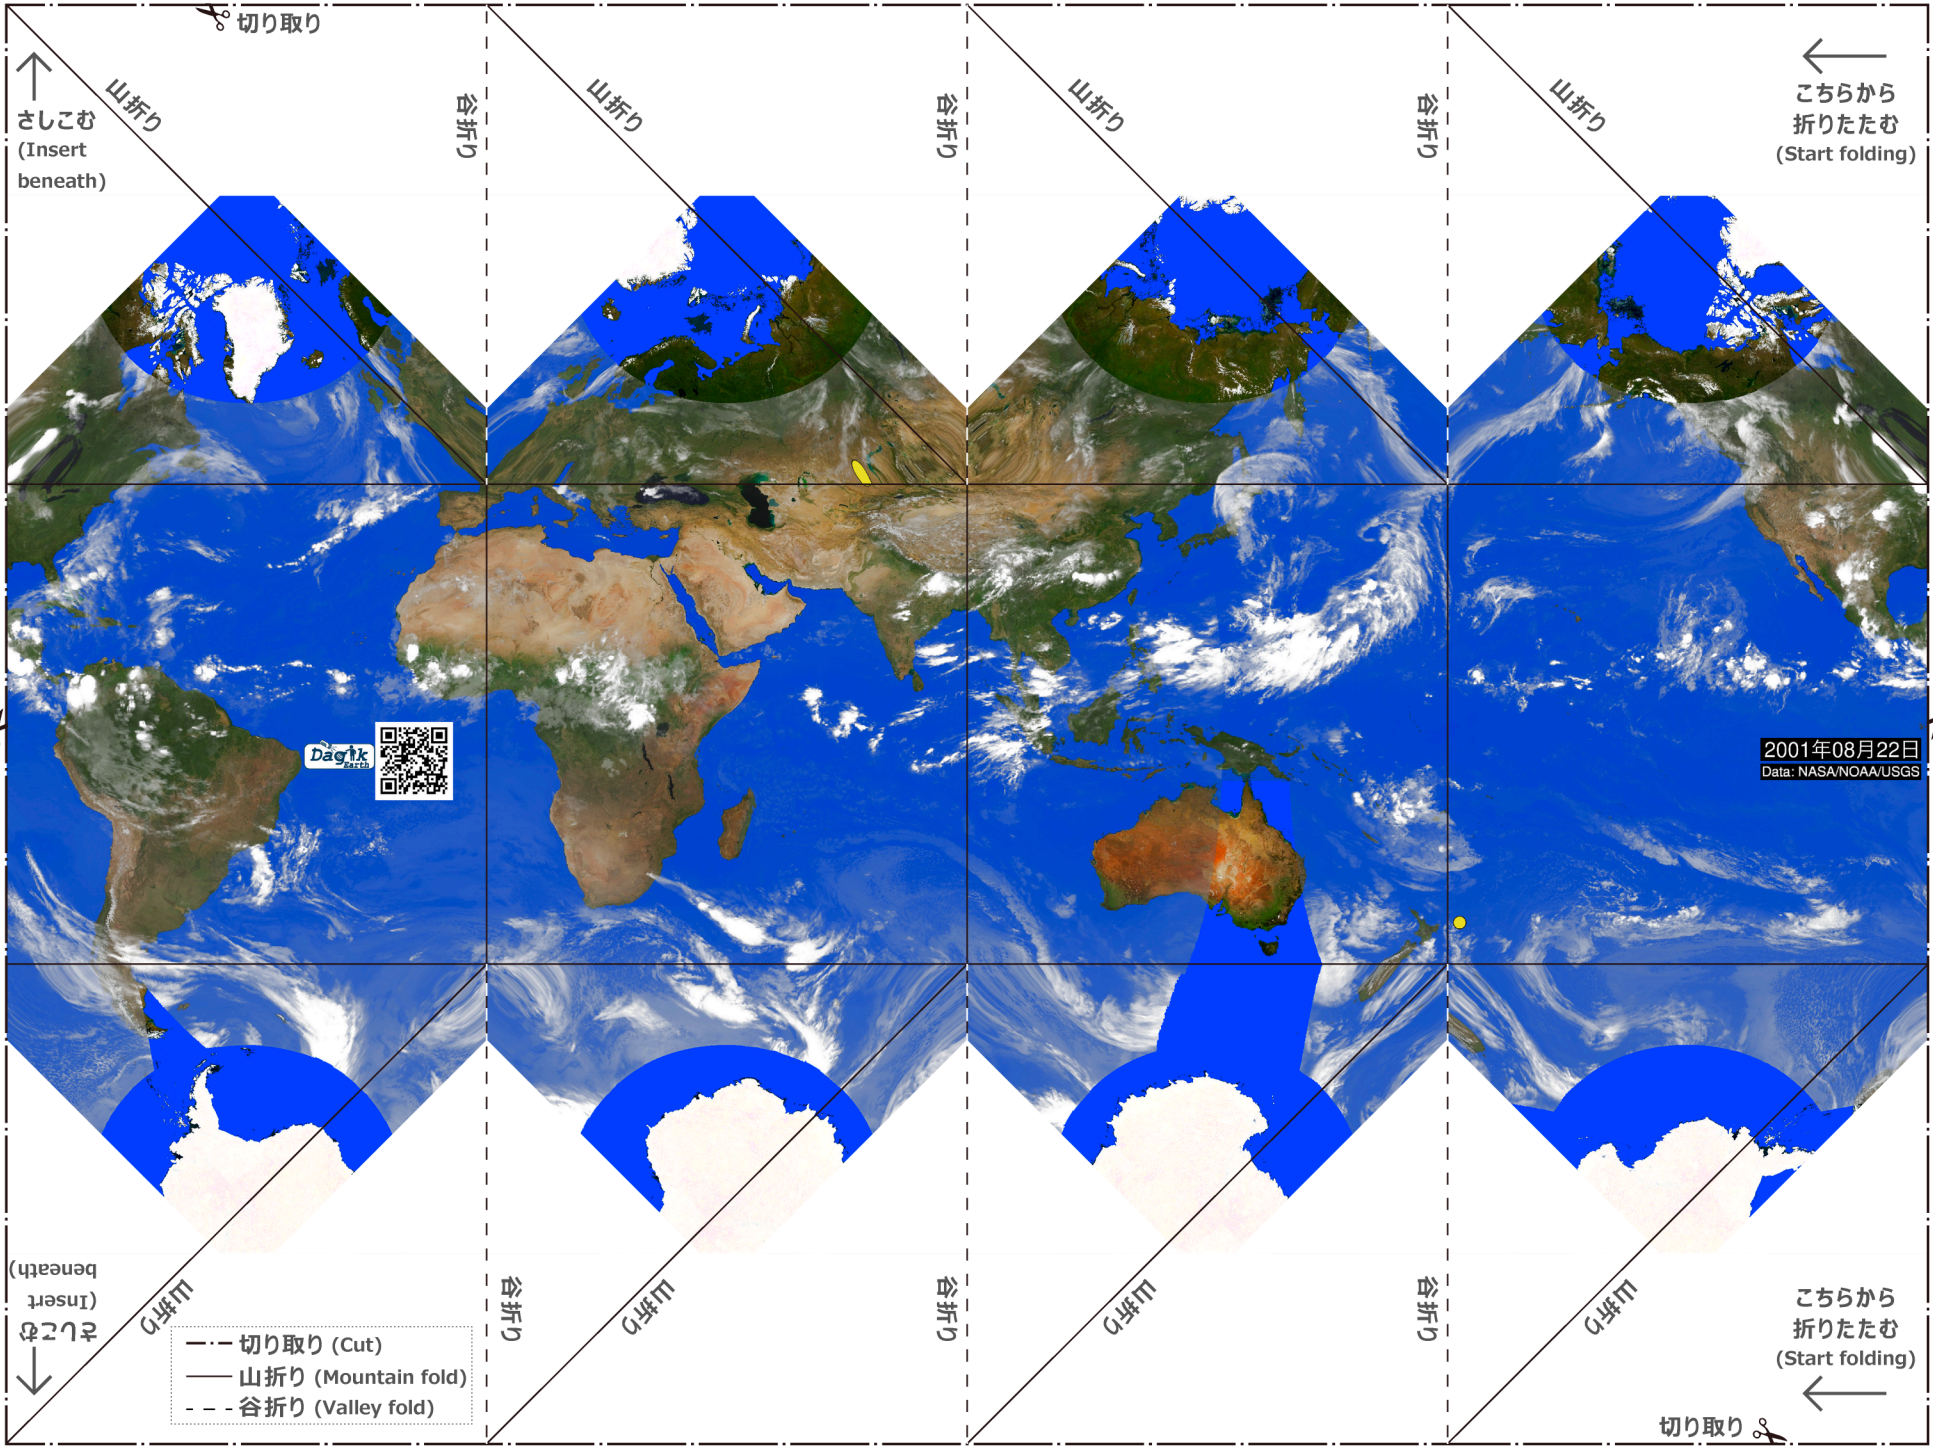 切り取り
さしこむ
(Insert
beneath)
山折り
谷折り
山折り
谷折り
山折り
谷折り
山折り
こちらから
折りたたむ
(Start folding)
Dagik
Earth
2001年08月22日
Data: NASA/NOAA/USGS
さしこむ
(Insert
beneath)
山折り
谷折り
山折り
谷折り
山折り
谷折り
山折り
こちらから
折りたたむ
(Start folding)
切り取り (Cut)
山折り (Mountain fold)
谷折り (Valley fold)
切り取り